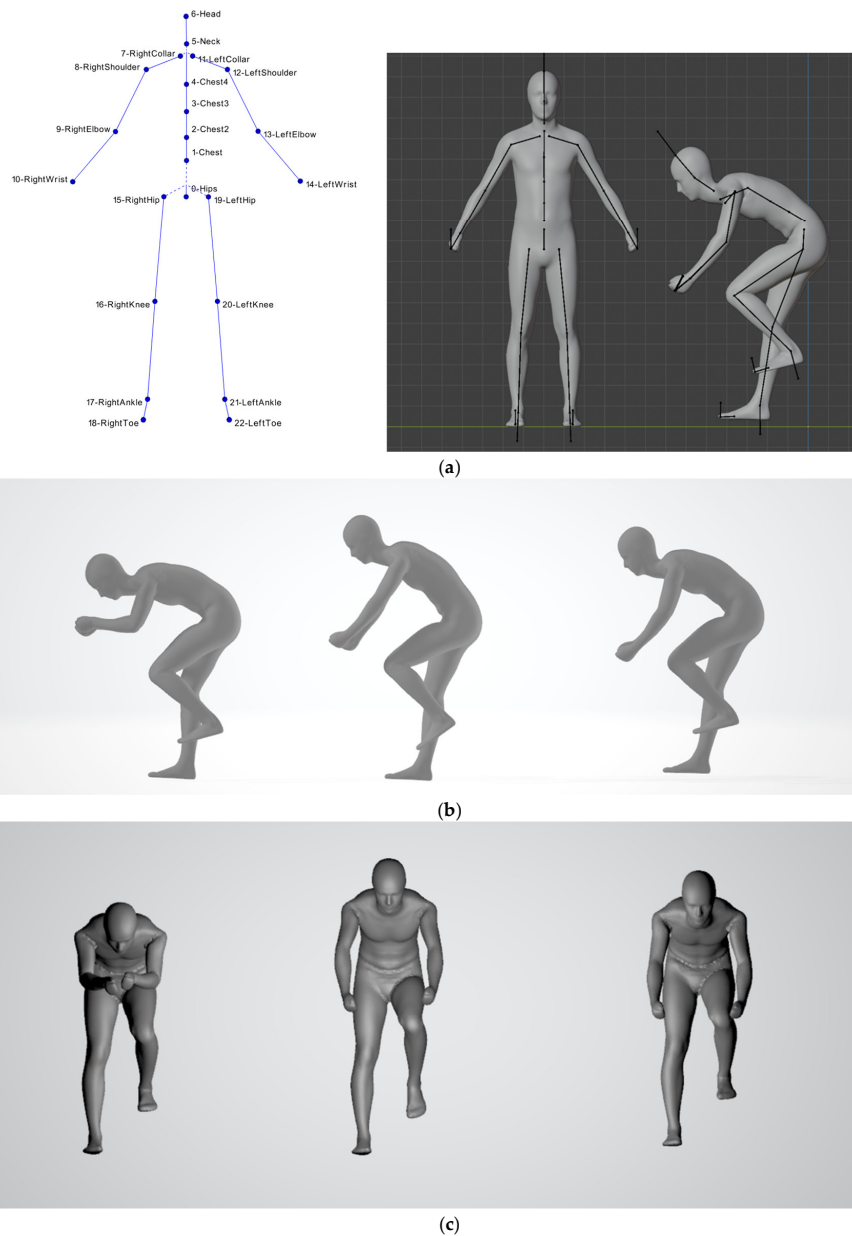 6-Head
5-Neck
7-RightCollar
11-LeftCollar
8-RightShoulder
12-LeftShoulder
4-Chest4
3-Chest3
2-Chest2
9-RightElbow
13-LeftElbow
1-Chest
10-RightWrist
14-LeftWrist
0-Hips
15-RightHip
19-LeftHip
16-RightKnee
20-LeftKnee
17-RightAnkle
21-LeftAnkle
18-RightToe
22-LeftToe
(a)
(b)
(c)